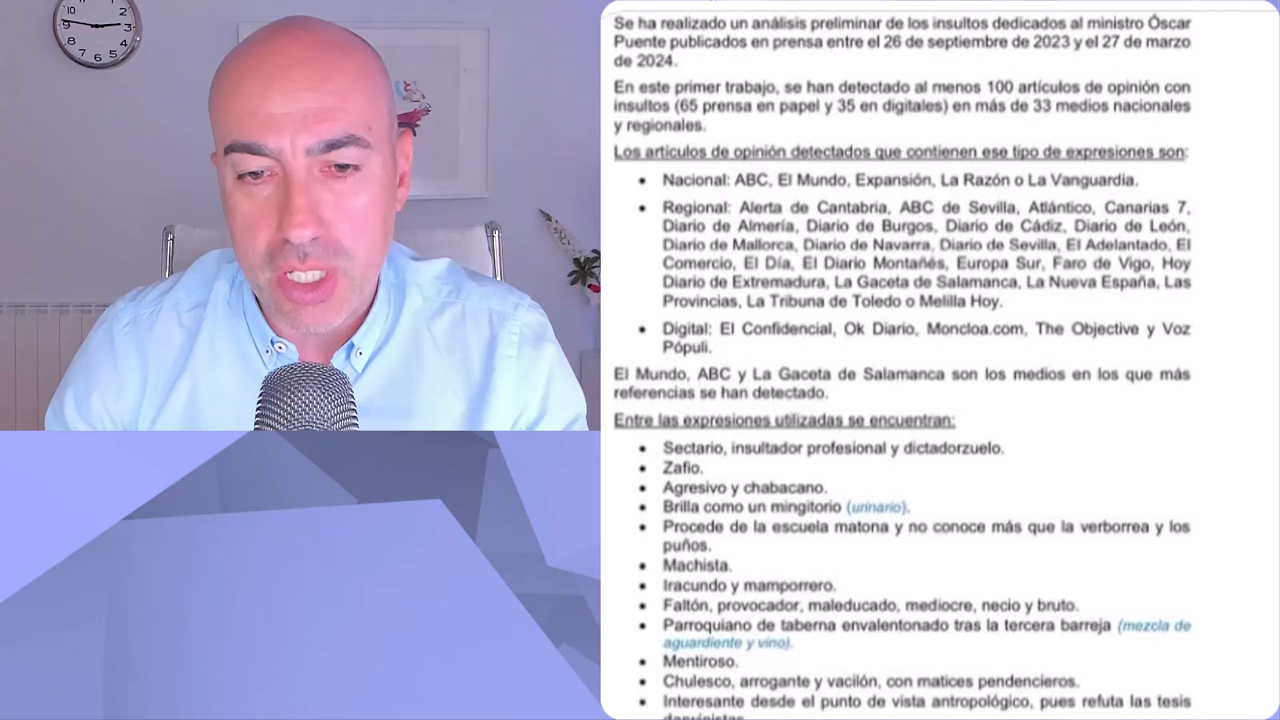 Se ha realizado un análisis preliminar de los insultos dedicados al ministro Óscar
Puente publicados en prensa entre el 26 de septiembre de 2023 y el 27 de marzo
de 2024.
En este primer trabajo, se han detectado al menos 100 artículos de opinión con
insultos (65 prensa en papel y 35 en digitales) en más de 33 medios nacionales
y regionales.
Los artículos de opinión detectados que contienen ese tipo de expresiones son:
• Nacional: ABC, El Mundo, Expansión, La Razón o La Vanguardia.
• Regional: Alerta de Cantabria, ABC de Sevilla, Atlántico, Canarias 7,
Diario de Almería, Diario de Burgos, Diario de Cádiz, Diario de León,
Diario de Mallorca, Diario de Navarra, Diario de Sevilla, El Adelantado, El
Comercio, El Día, El Diario Montañés, Europa Sur, Faro de Vigo, Hoy
Diario de Extremadura, La Gaceta de Salamanca, La Nueva España, Las
Provincias, La Tribuna de Toledo o Melilla Hoy.
• Digital: El Confidencial, Ok Diario, Moncloa.com, The Objective y Voz
Pópuli.
El Mundo, ABC y La Gaceta de Salamanca son los medios en los que más
referencias se han detectado.
Entre las expresiones utilizadas se encuentran:
• Sectario, insultador profesional y dictadorzuelo.
• Zafio.
• Agresivo y chabacano.
• Brilla como un mingitorio (urinario).
• Procede de la escuela matona y no conoce más que la verborrea y los
puños.
• Machista.
• Iracundo y mamporrero.
• Faltón, provocador, maleducado, mediocre, necio y bruto.
• Parroquiano de taberna envalentonado tras la tercera barreja (mezcla de
aguardiente y vino).
• Mentiroso.
• Chulesco, arrogante y vacilón, con matices pendencieros.
• Interesante desde el punto de vista antropológico, pues refuta las tesis